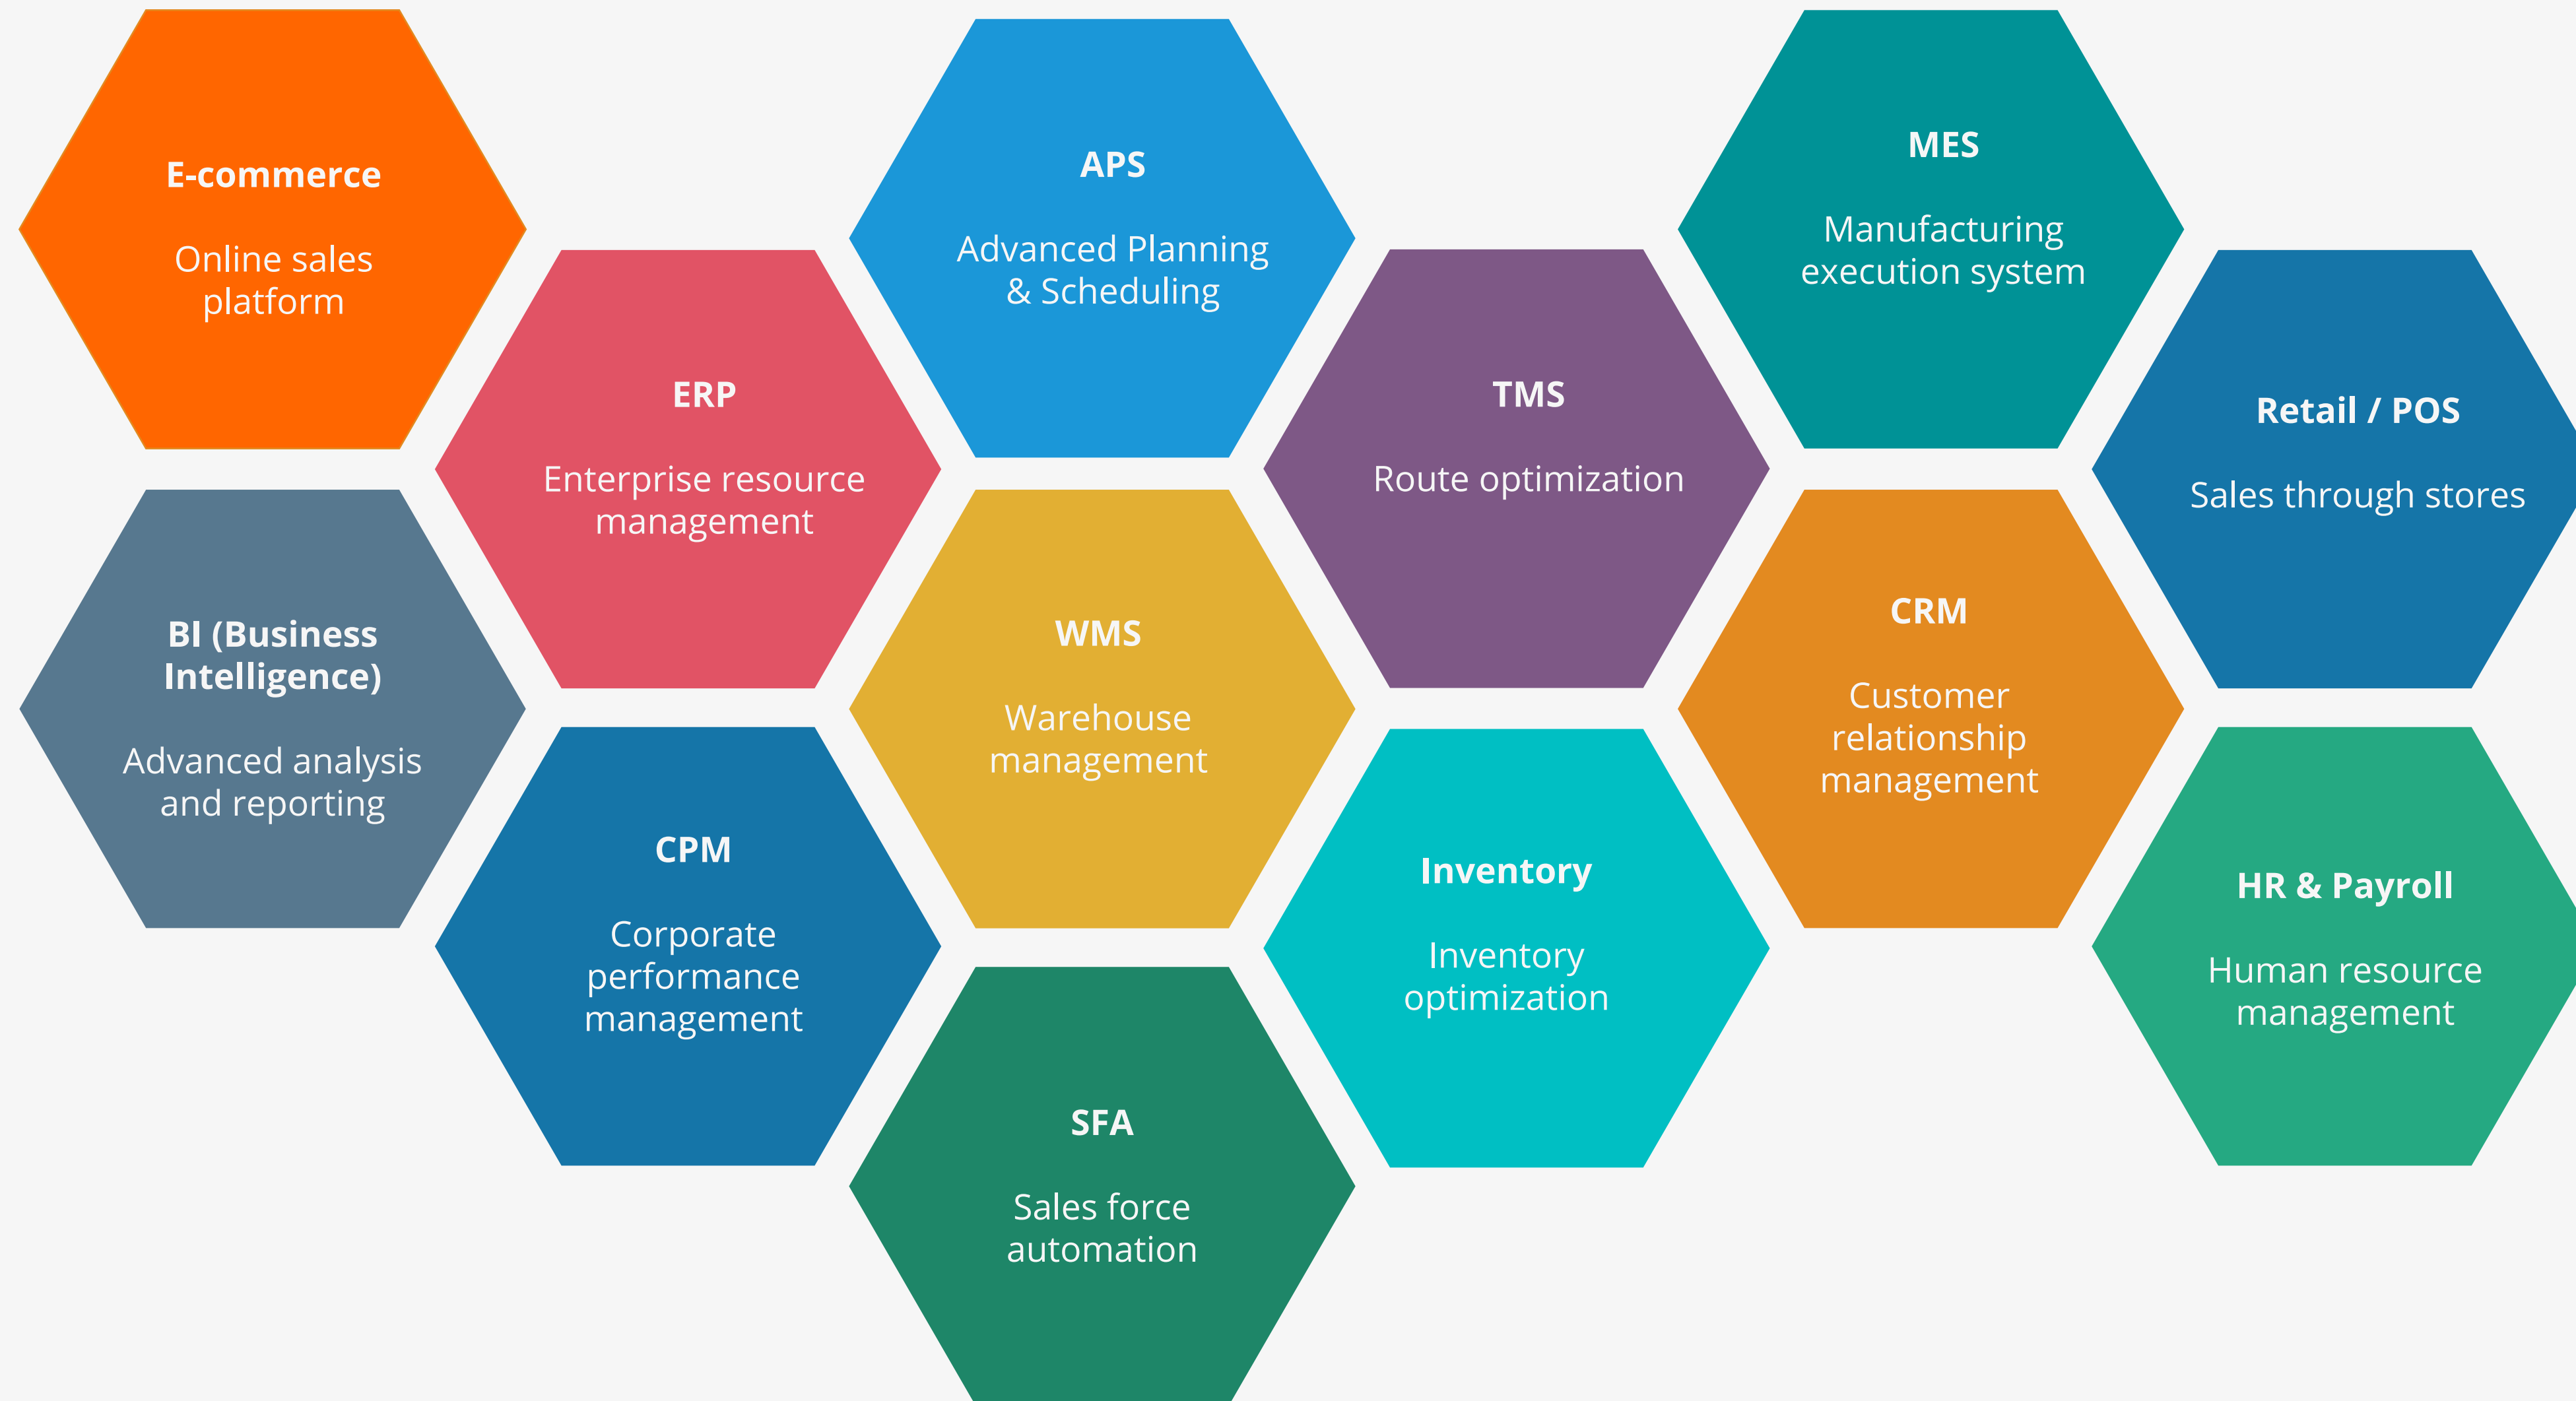 E-commerce
Online sales
platform
APS
Advanced Planning
& Scheduling
MES
Manufacturing
execution system
ERP
Enterprise resource
management
TMS
Route optimization
Retail / POS
Sales through stores
BI (Business
Intelligence)
Advanced analysis
and reporting
WMS
Warehouse
management
CRM
Customer
relationship
management
CPM
Corporate
performance
management
Inventory
Inventory
optimization
HR & Payroll
Human resource
management
SFA
Sales force
automation